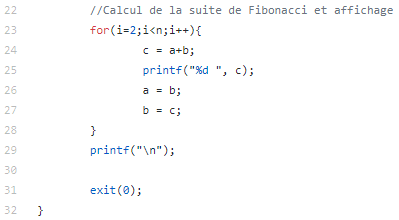 22 //Calcul de la suite de Fibonacci et affichage
23 for(i=2;i<n;i++){
24 c = a+b;
25 printf("%d ", c);
26 a = b;
27 b = c;
28 }
29 printf("\n");
30
31 exit(0);
32 }